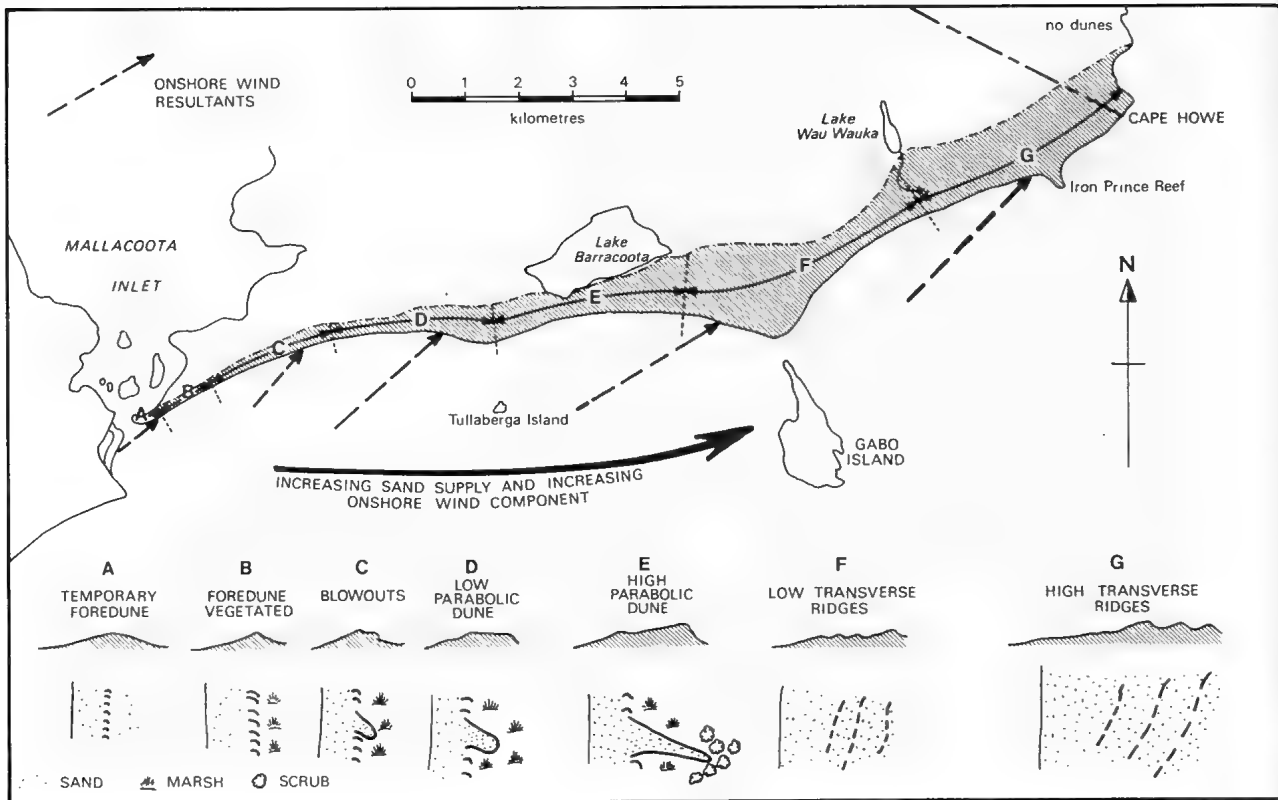 no dunes
ONSHORE WIND
RESULTANTS
0 1 2 3 4 5
kilometres
Lake
Wau Wauka
CAPE HOWE
G
Iron Prince Reef
MALLACOOTA
INLET
Lake
Barracoota
N
F
E
D
C
B
A
Tullaberga Island
GABO
ISLAND
INCREASING SAND SUPPLY AND INCREASING
ONSHORE WIND COMPONENT
A
TEMPORARY
FOREDUNE
B
FOREDUNE
VEGETATED
C
BLOWOUTS
D
LOW
PARABOLIC
DUNE
E
HIGH
PARABOLIC
DUNE
F
LOW TRANSVERSE
RIDGES
G
HIGH TRANSVERSE
RIDGES
SAND MARSH SCRUB